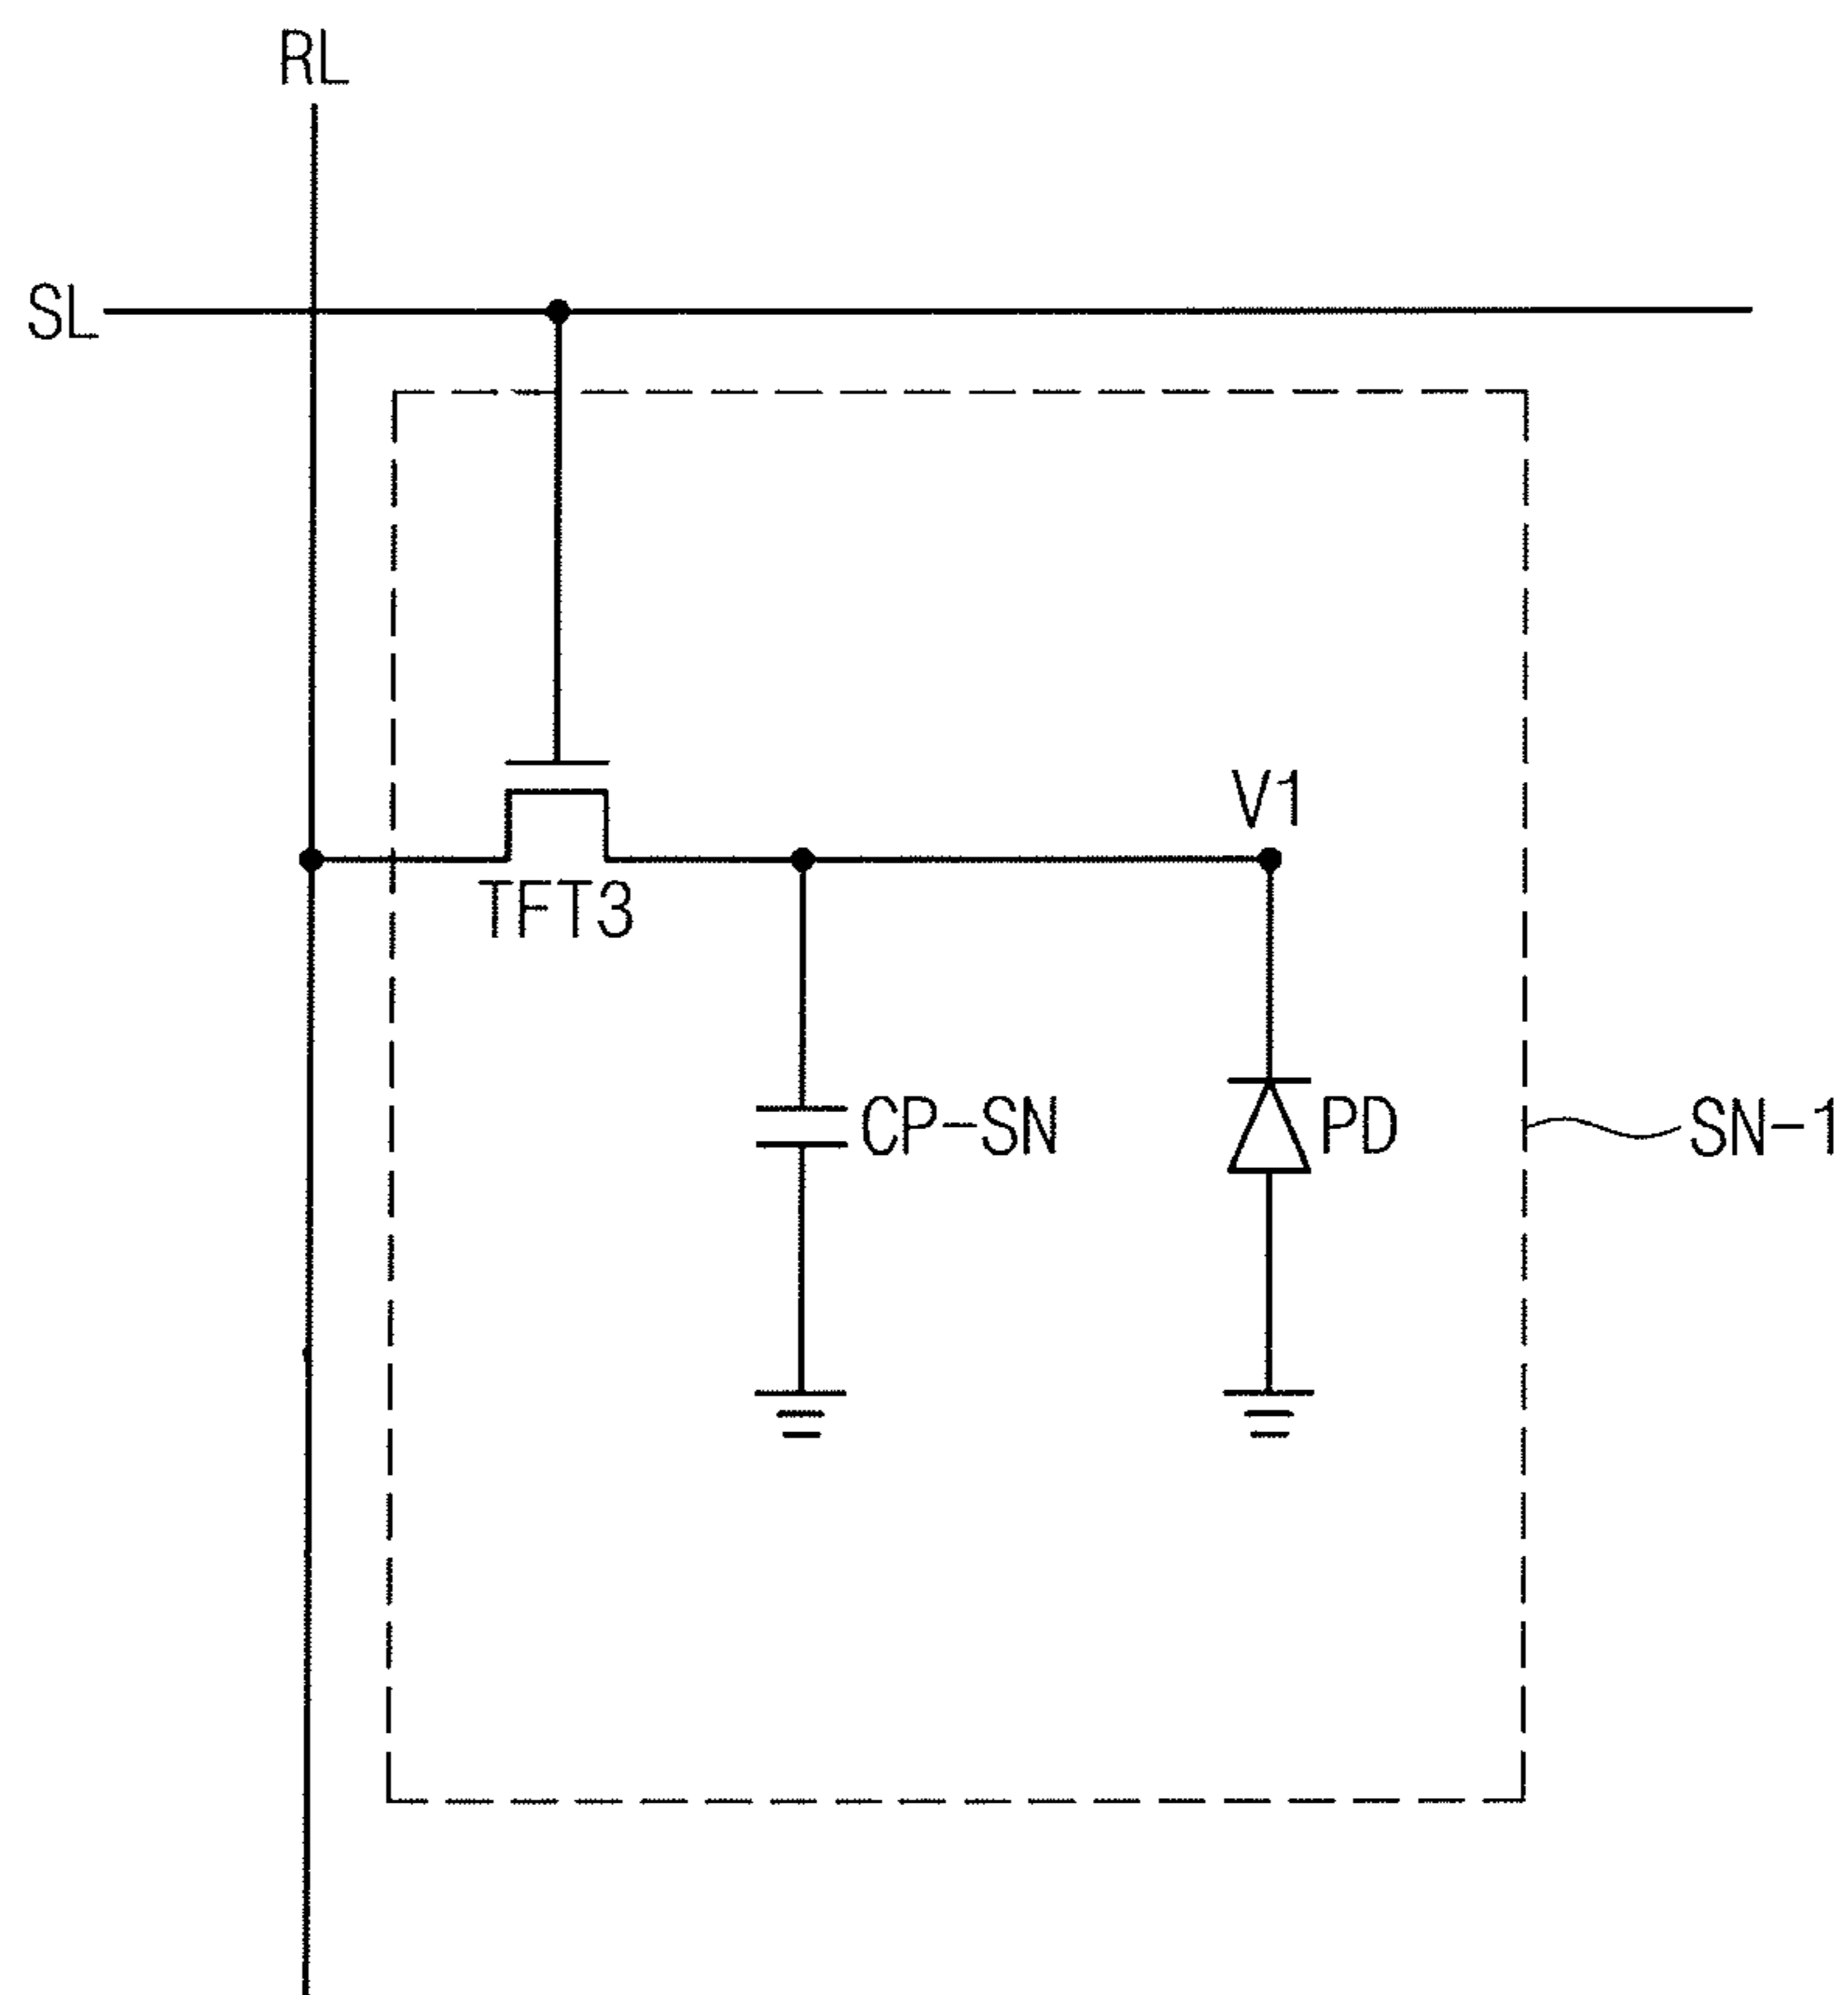 RL
SL
V1
TFT3
CP-SN
PD
SN-1